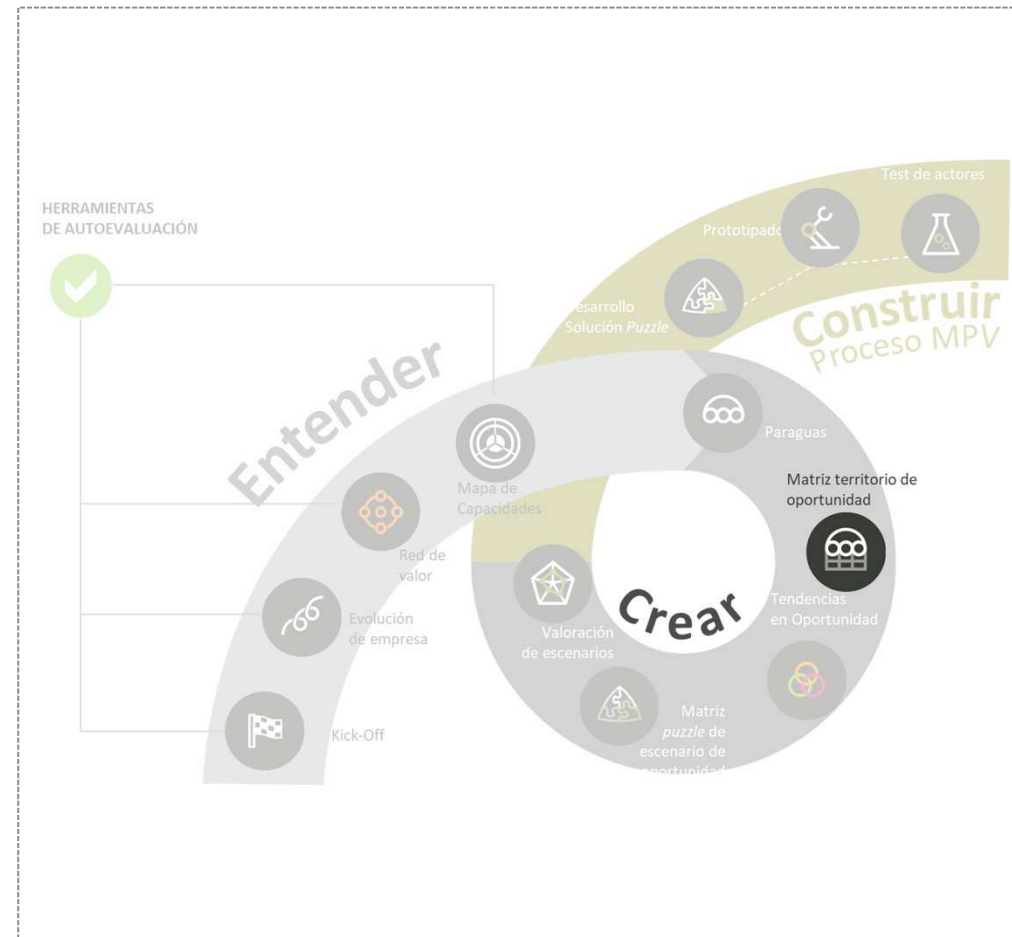 HERRAMIENTAS
DE AUTOEVALUACIÓN
Test de actores
Prototipado
Desarrollo
Solución Puzzle
Construir
Proceso MPV
Entender
Paraguas
Mapa de
Capacidades
Matriz territorio de
oportunidad
Red de
valor
Crear
Tendencias
en Oportunidad
Evolución
de empresa
Valoración
de escenarios
Matriz
puzzle de
escenario de
oportunidad
Kick-Off